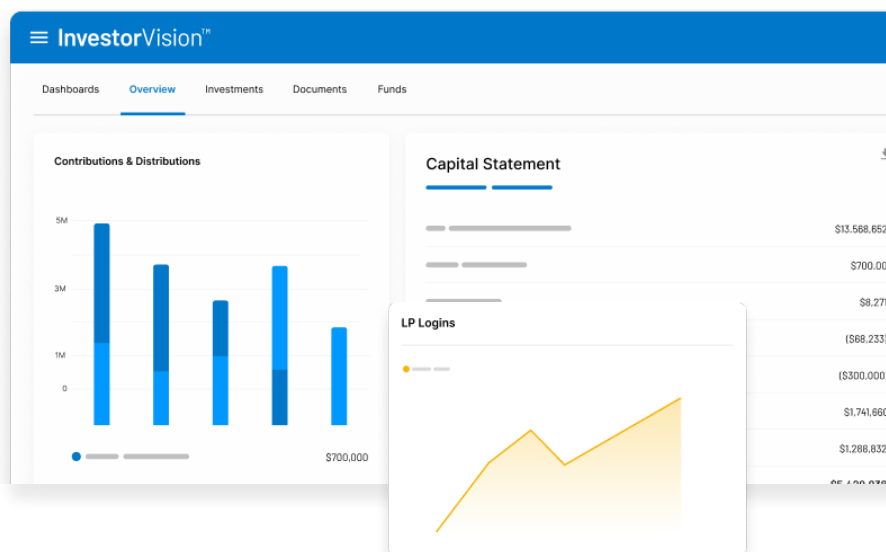 InvestorVision™
Dashboards Overview Investments Documents Funds
Contributions & Distributions
5M
3M
1M
0
$700,000
Capital Statement
$13.568,652
$700.00
$8,271
($68,233)
($300.000)
$1,741,660
$1,288,832
LP Logins